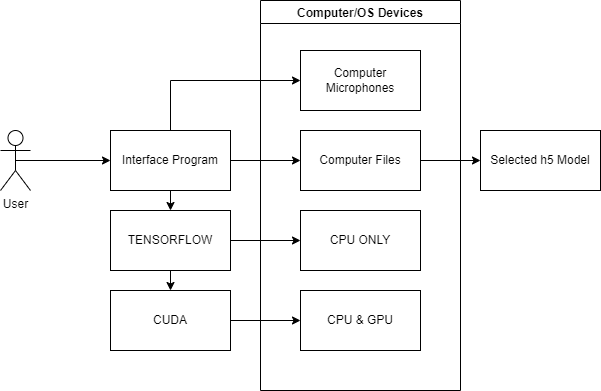 Computer/OS Devices
Computer
Microphones
Interface Program
Computer Files
Selected h5 Model
User
TENSORFLOW
CPU ONLY
CUDA
CPU & GPU